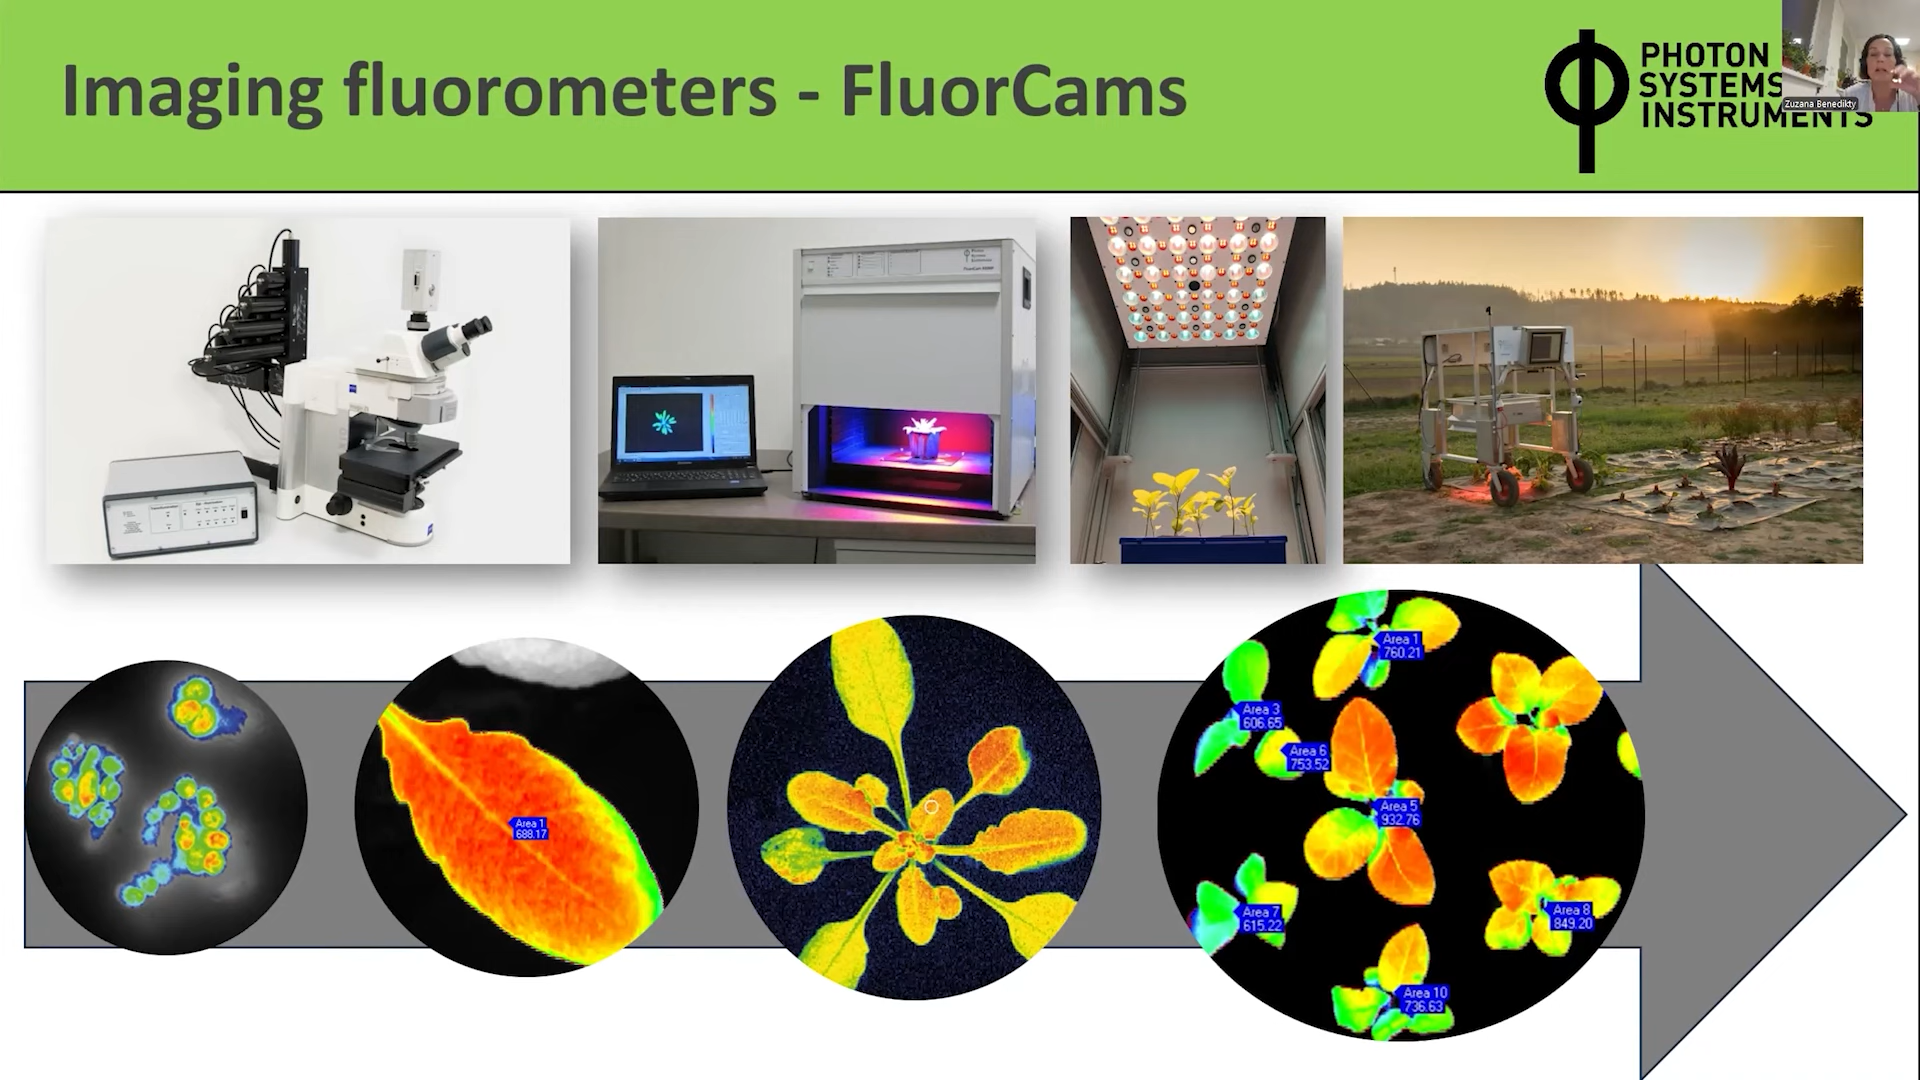 Imaging fluorometers - FluorCams
PHOTON
SYSTEMS
INSTRUMENTS
Zuzana Benedikty
Area 1
688.17
Area 1
760.21
Area 3
606.65
Area 6
753.52
Area 5
932.76
Area 7
615.22
Area 8
849.20
Area 10
736.63